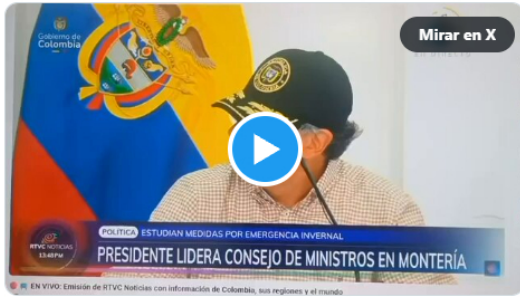 Gobierno de
Colombia
Mirar en X
POLÍTICA ESTUDIAN MEDIDAS POR EMERGENCIA INVERNAL
RTVC NOTICIAS
13:48 PM
PRESIDENTE LIDERA CONSEJO DE MINISTROS EN MONTERÍA
EN VIVO: Emisión de RTVC Noticias con información de Colombia, sus regiones y el mundo